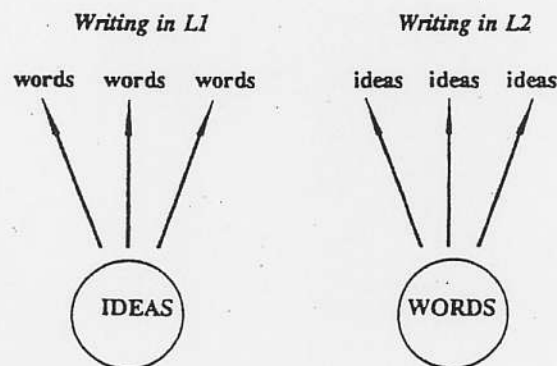 Writing in L1
words words words
IDEAS
Writing in L2
ideas ideas ideas
WORDS